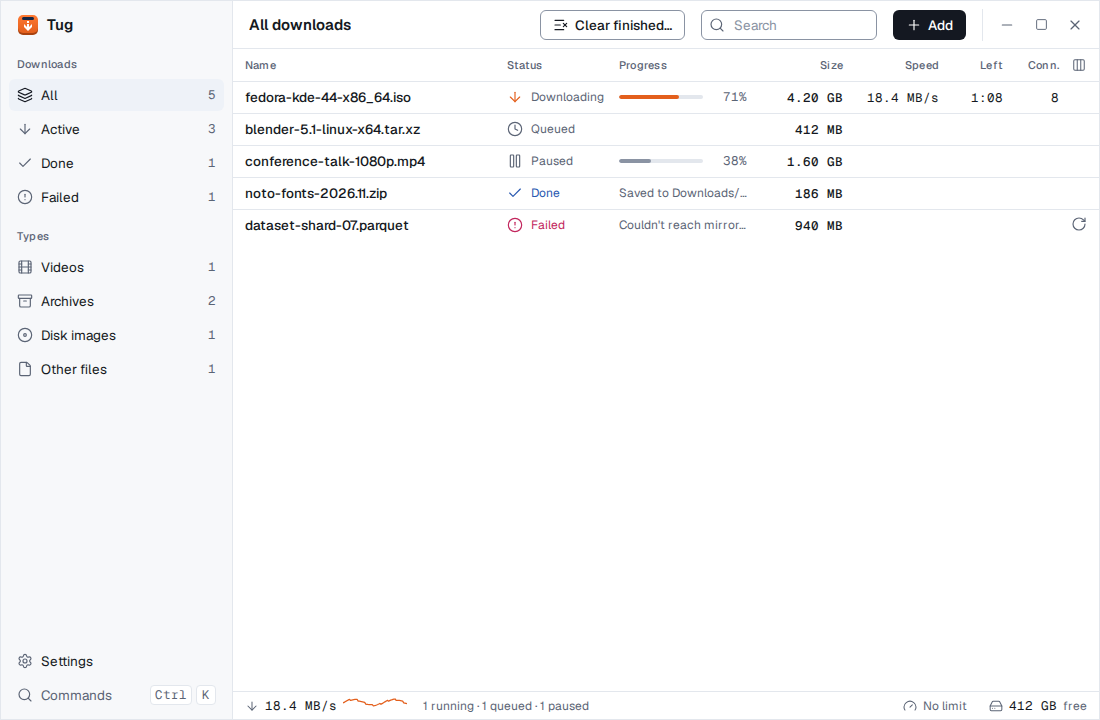 Tug
Downloads
All 5
Active 3
Done 1
Failed 1
Types
Videos 1
Archives 2
Disk images 1
Other files 1
Settings
Commands Ctrl K
All downloads Clear finished… Search Add
Name Status Progress Size Speed Left Conn.
fedora-kde-44-x86_64.iso Downloading 71% 4.20 GB 18.4 MB/s 1:08 8
blender-5.1-linux-x64.tar.xz Queued 412 MB
conference-talk-1080p.mp4 Paused 38% 1.60 GB
noto-fonts-2026.11.zip Done Saved to Downloads/… 186 MB
dataset-shard-07.parquet Failed Couldn't reach mirror… 940 MB
18.4 MB/s 1 running · 1 queued · 1 paused No limit 412 GB free